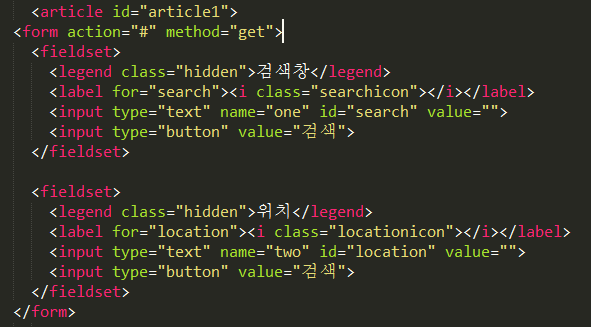 <article id="article1">
<form action="#" method="get">
<fieldset>
<legend class="hidden">검색창</legend>
<label for="search"><i class="searchicon"></i></label>
<input type="text" name="one" id="search" value="">
<input type="button" value="검색">
</fieldset>
<fieldset>
<legend class="hidden">위치</legend>
<label for="location"><i class="locationicon"></i></label>
<input type="text" name="two" id="location" value="">
<input type="button" value="검색">
</fieldset>
</form>